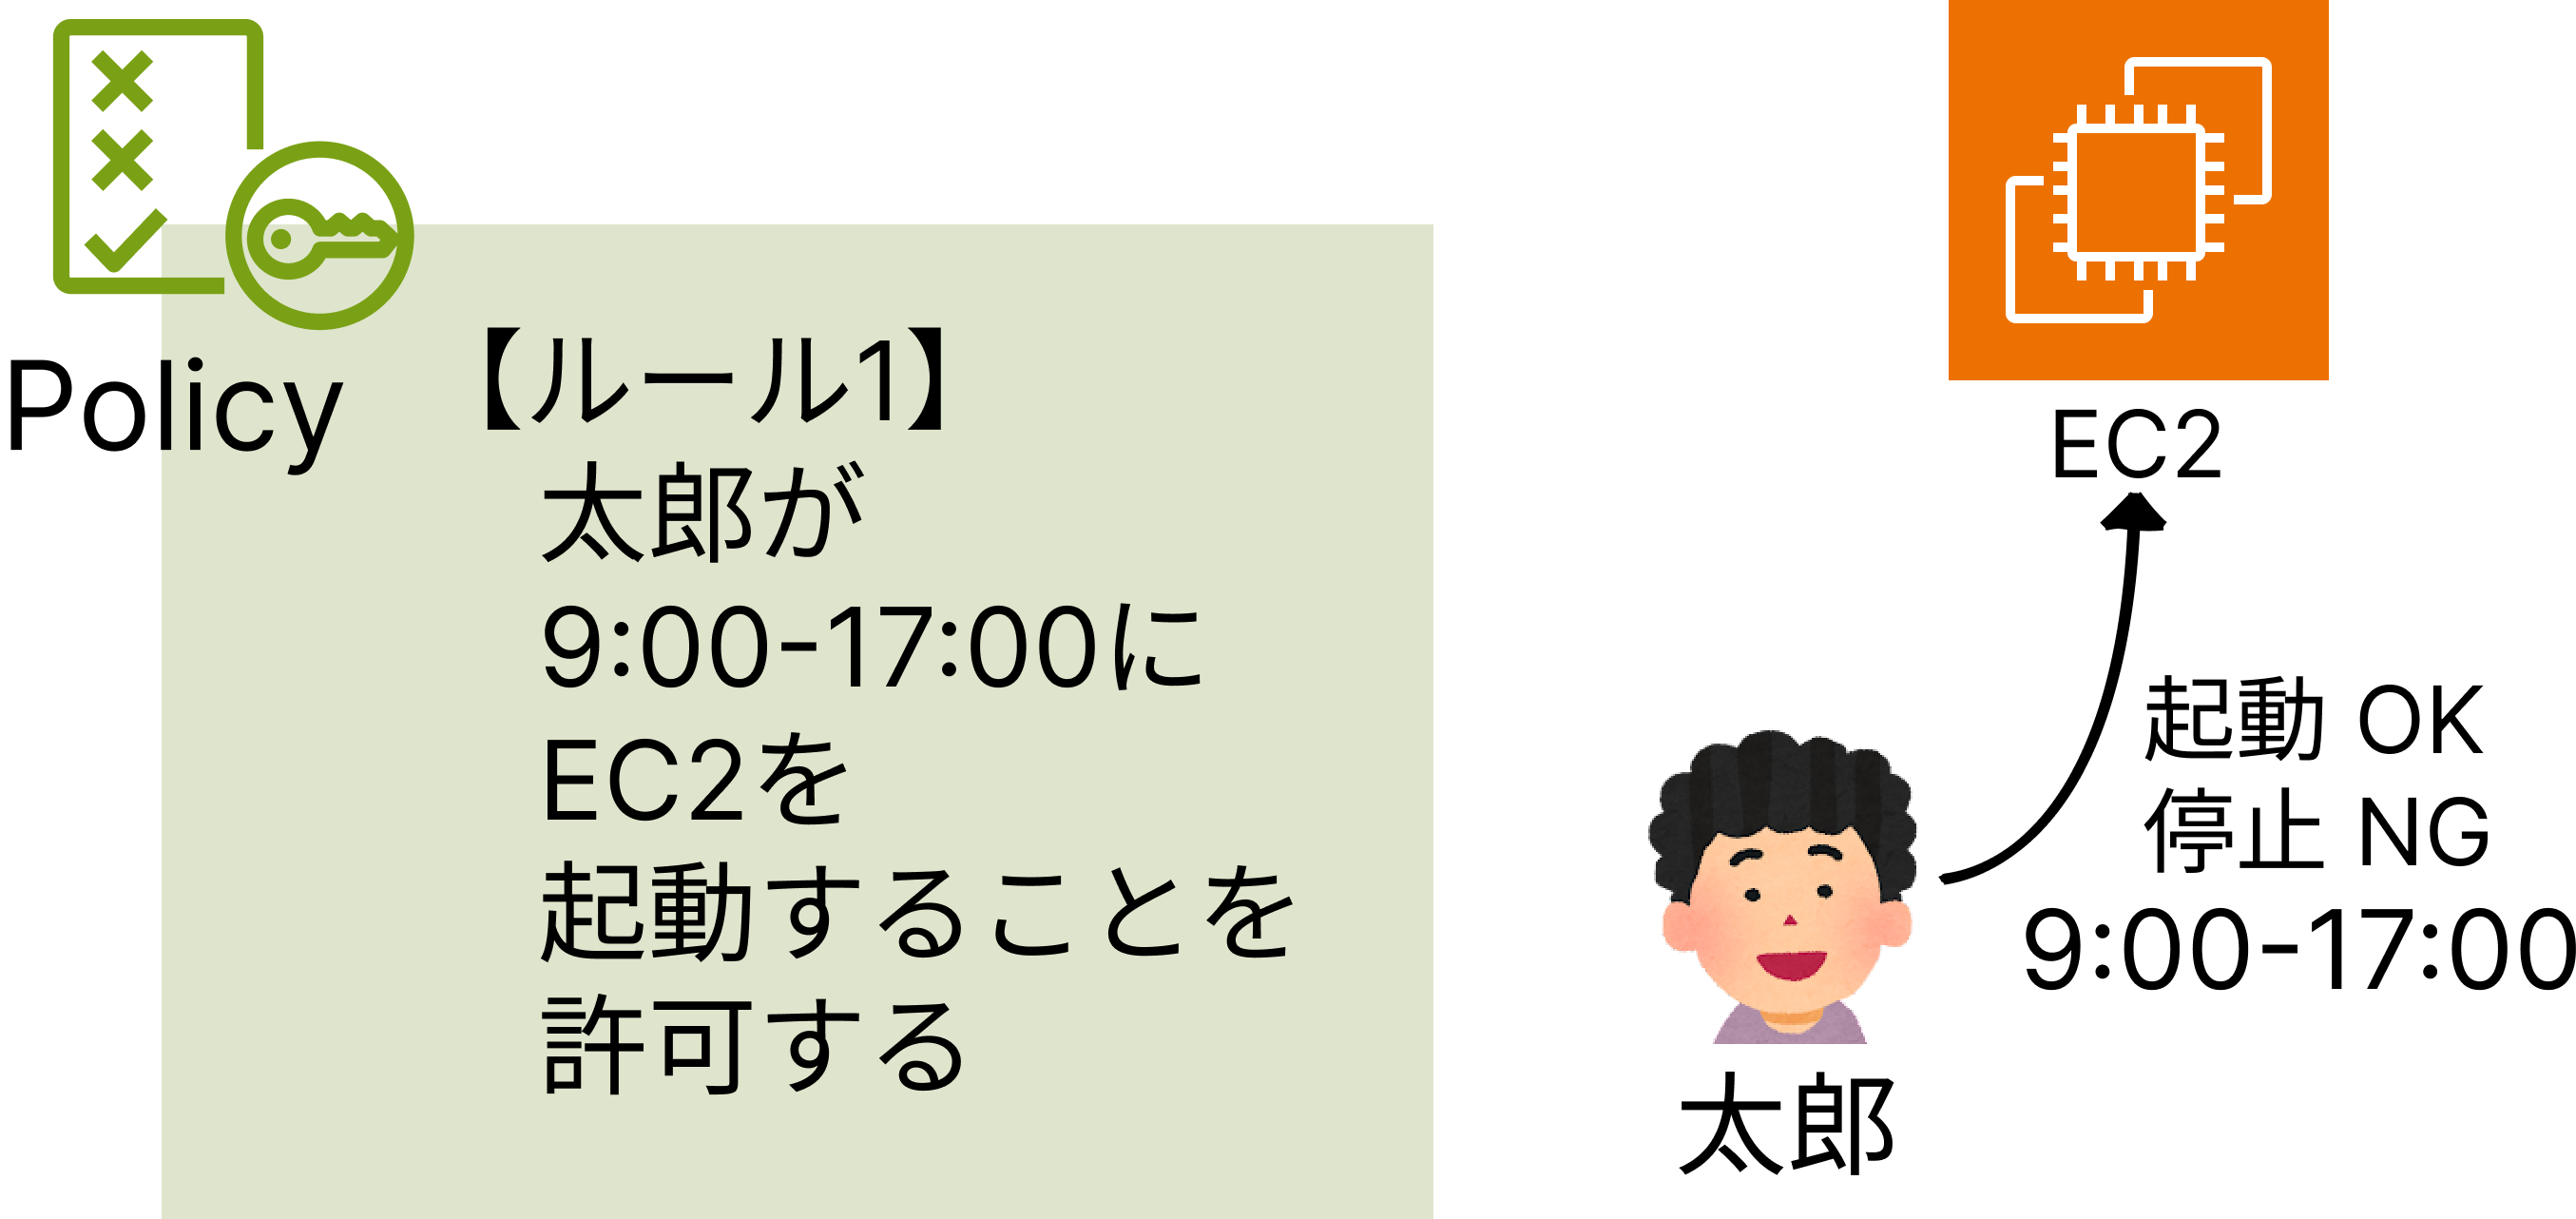 Policy
【ルール1】
太郎が
9:00-17:00に
EC2を
起動することを
許可する
EC2
起動 OK
停止 NG
9:00-17:00
太郎